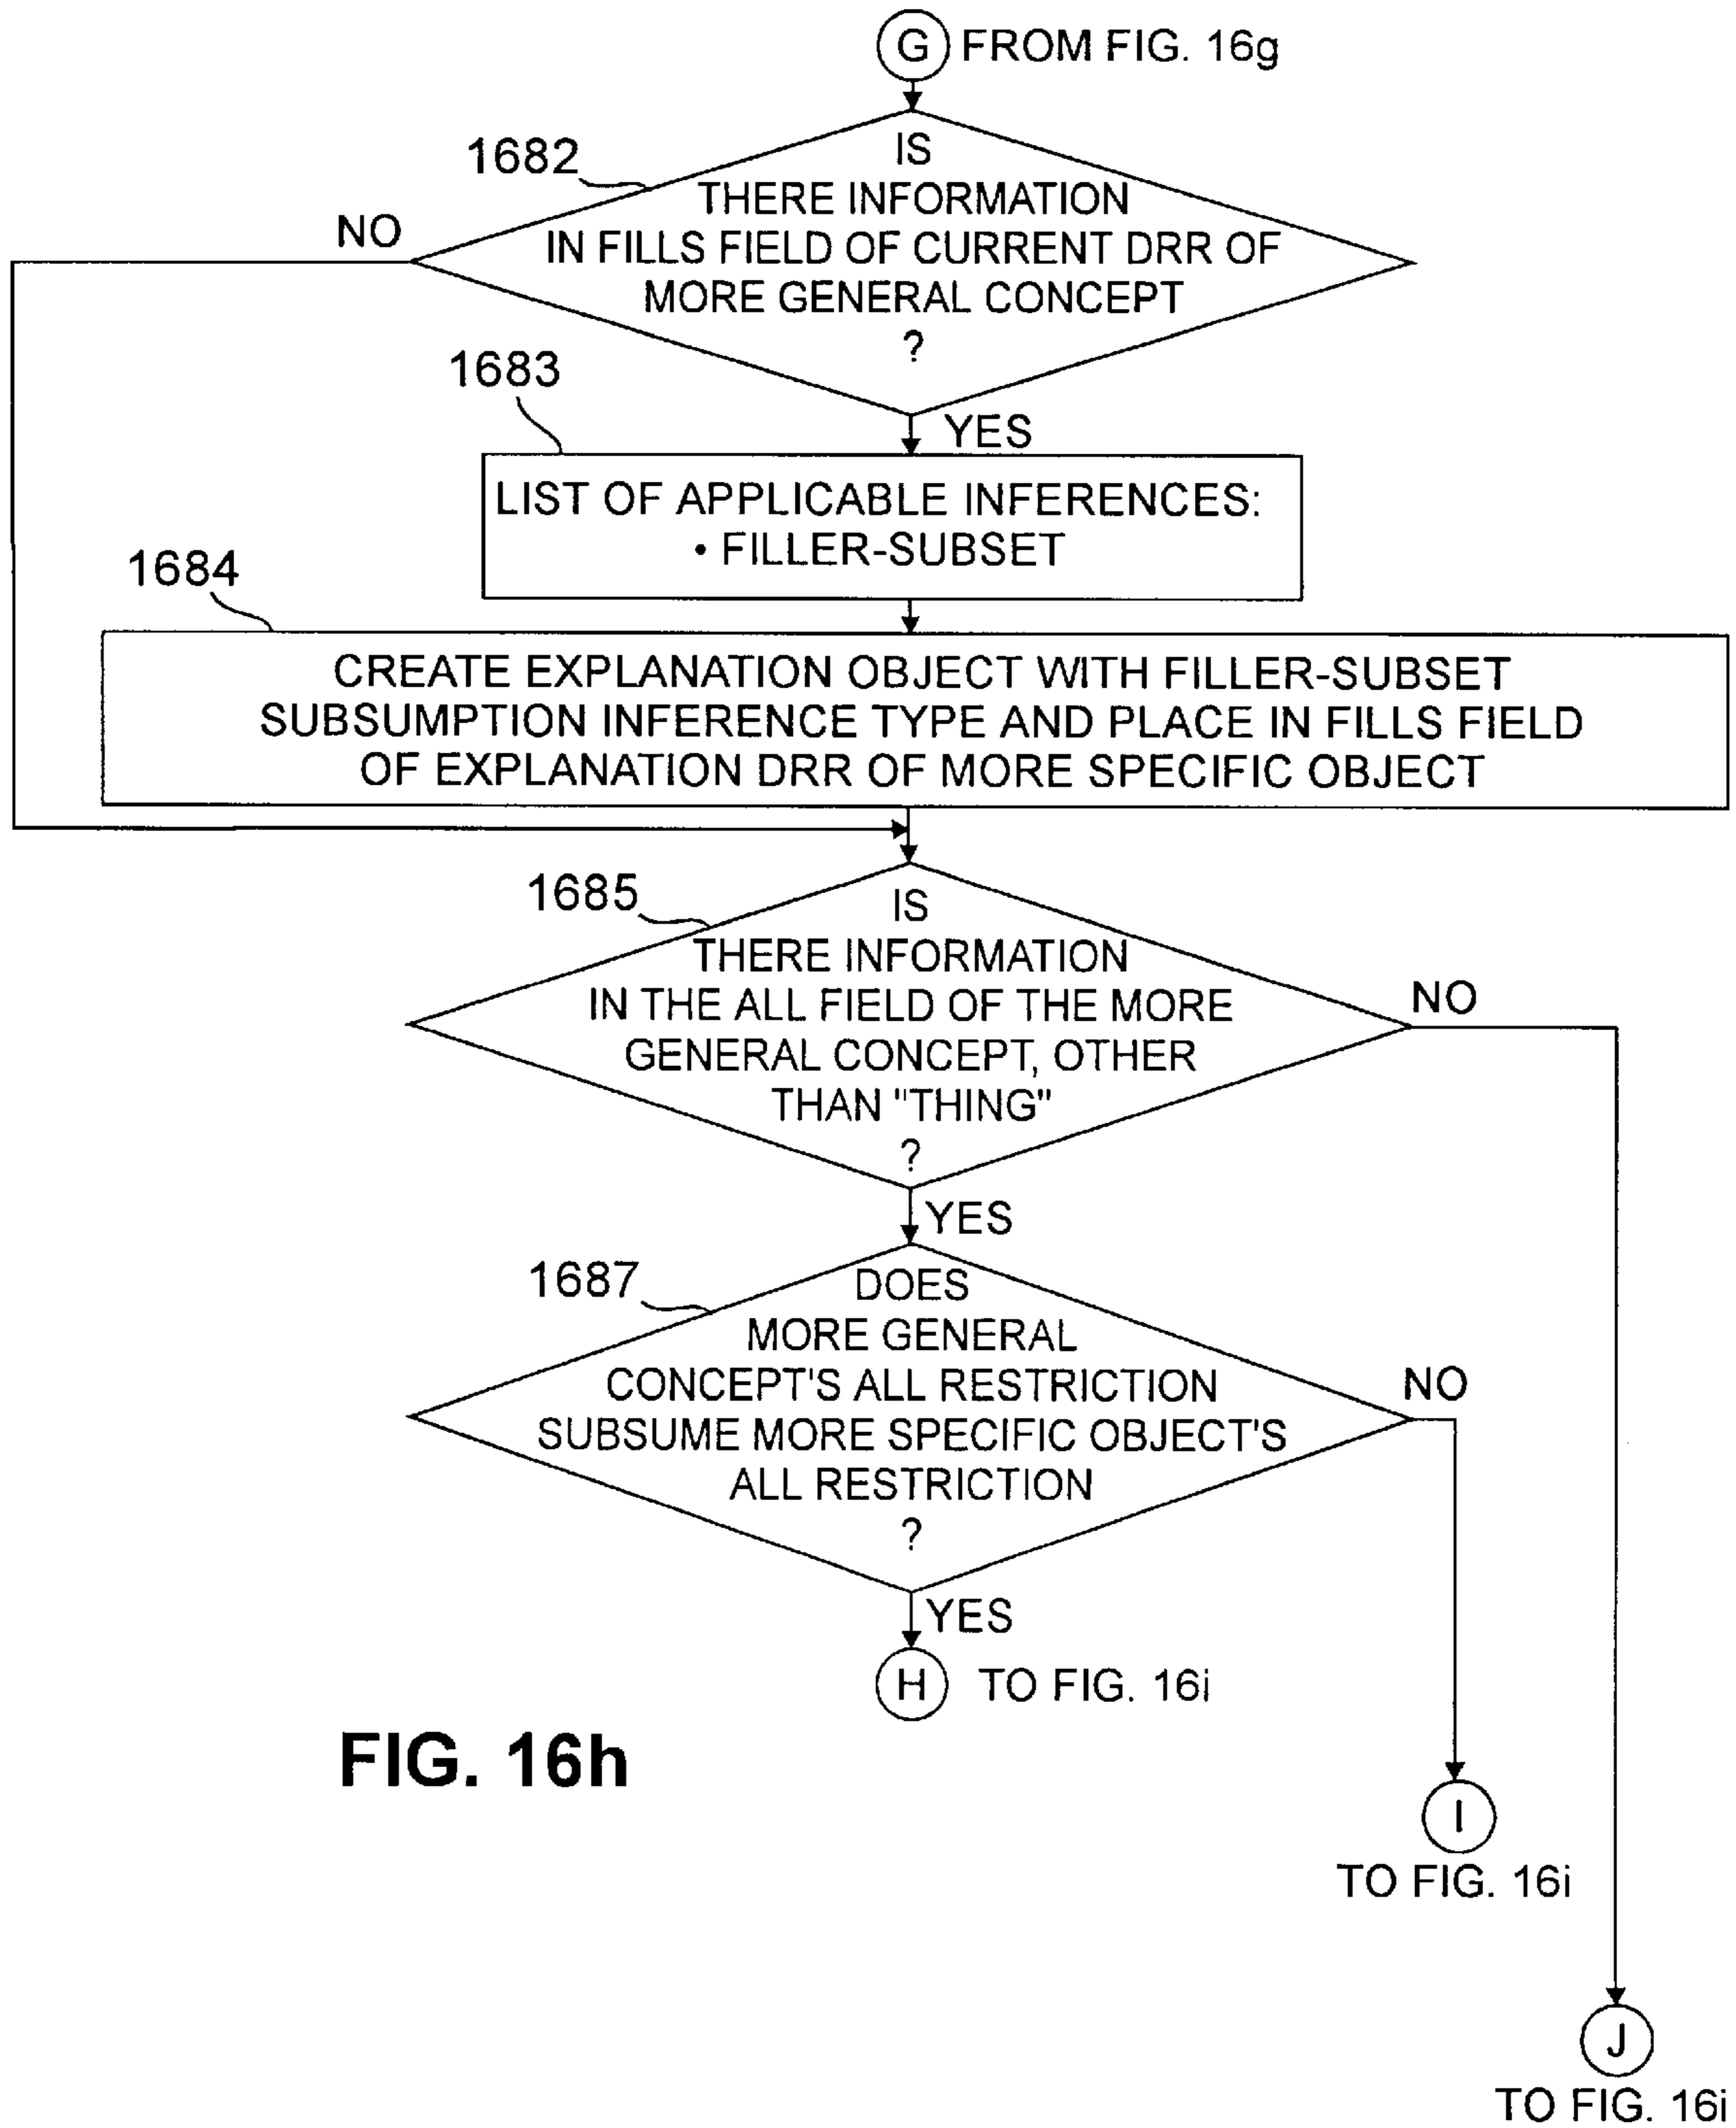 G FROM FIG. 16g
1682
IS
THERE INFORMATION
IN FILLS FIELD OF CURRENT DRR OF
MORE GENERAL CONCEPT
?
NO
YES
1683
LIST OF APPLICABLE INFERENCES:
• FILLER-SUBSET
1684
CREATE EXPLANATION OBJECT WITH FILLER-SUBSET
SUBSUMPTION INFERENCE TYPE AND PLACE IN FILLS FIELD
OF EXPLANATION DRR OF MORE SPECIFIC OBJECT
1685
IS
THERE INFORMATION
IN THE ALL FIELD OF THE MORE
GENERAL CONCEPT, OTHER
THAN "THING"
?
NO
YES
1687
DOES
MORE GENERAL
CONCEPT'S ALL RESTRICTION
SUBSUME MORE SPECIFIC OBJECT'S
ALL RESTRICTION
?
NO
YES
H TO FIG. 16i
FIG. 16h
I
TO FIG. 16i
J
TO FIG. 16i